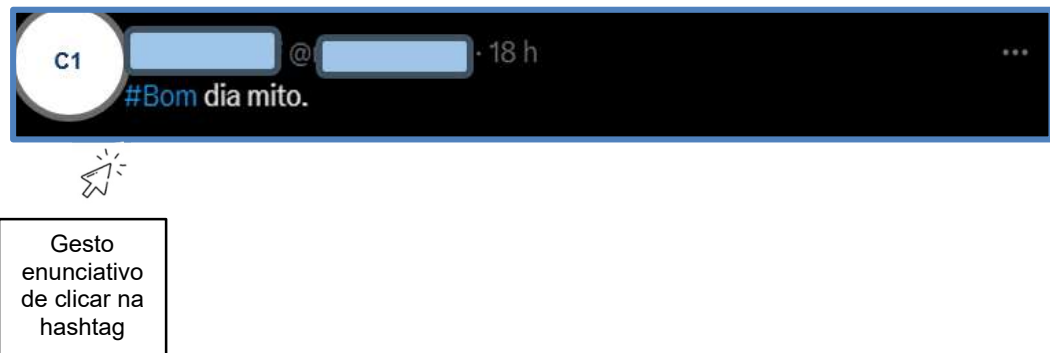 C1
@ · 18 h
#Bom dia mito.
Gesto
enunciativo
de clicar na
hashtag